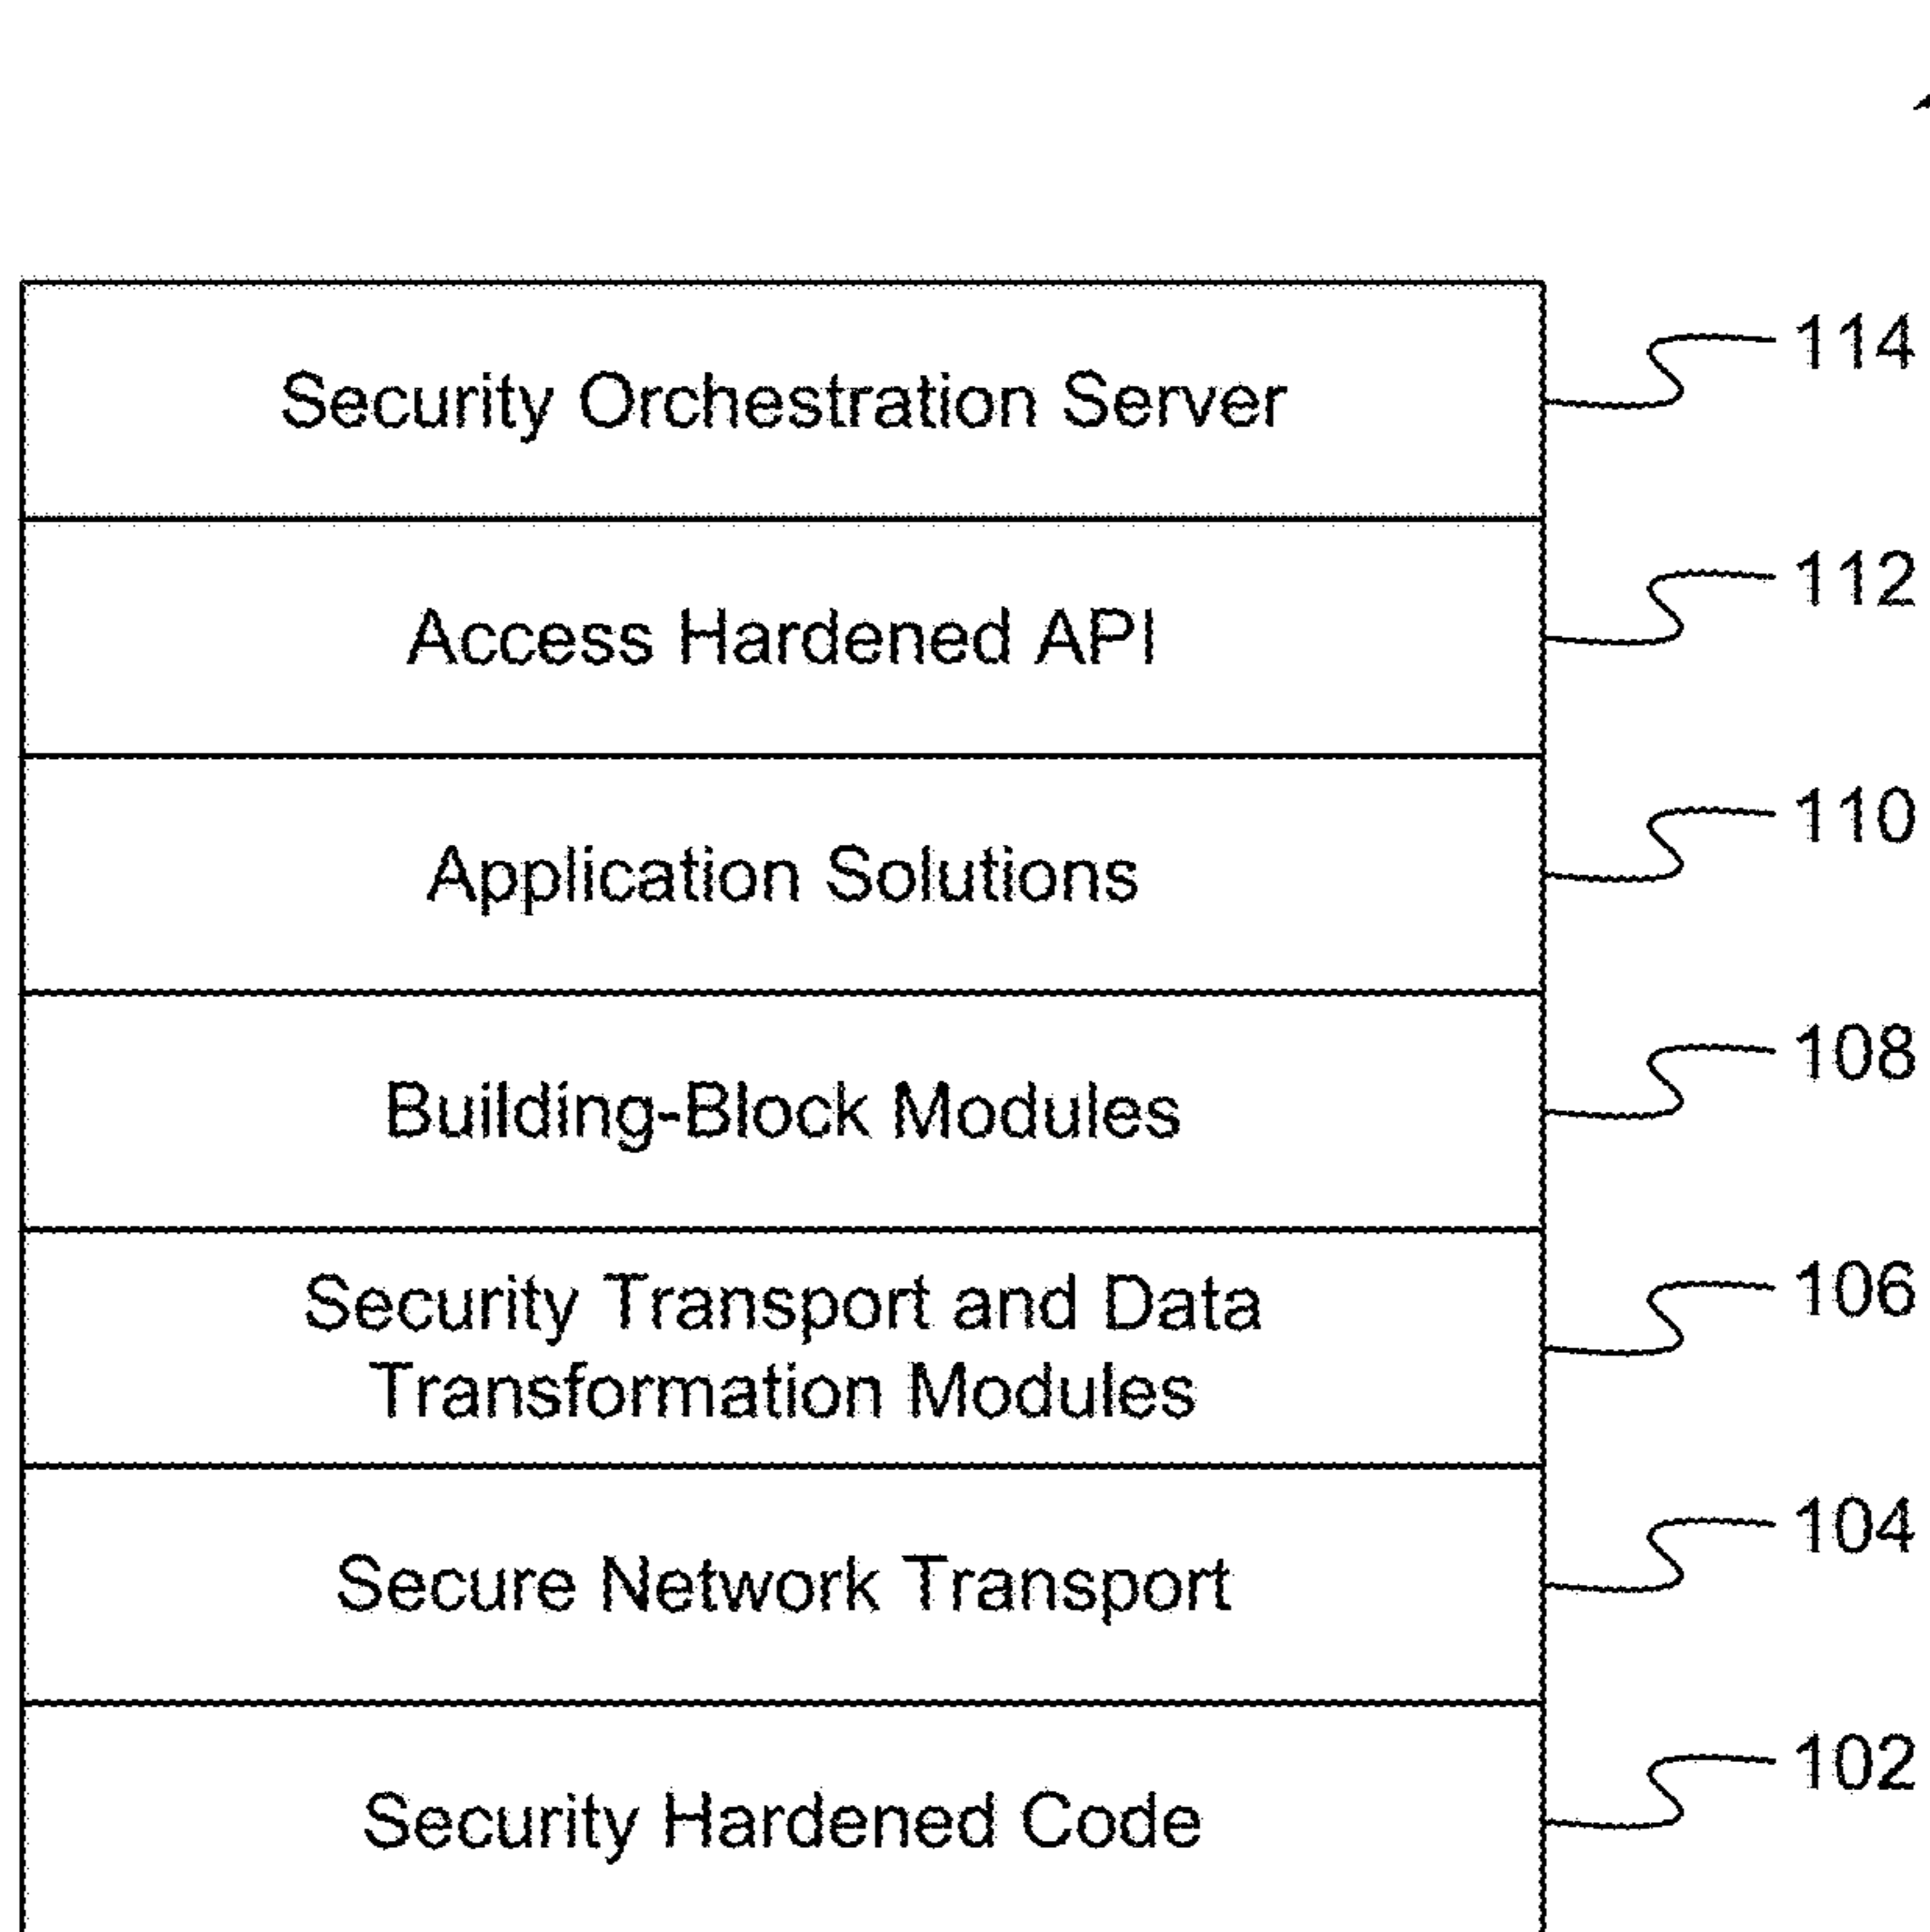 Security Orchestration Server
114
Access Hardened API
112
Application Solutions
110
Building-Block Modules
108
Security Transport and Data
Transformation Modules
106
Secure Network Transport
104
Security Hardened Code
102